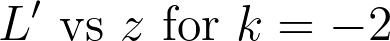 L′ vs z for k = −2